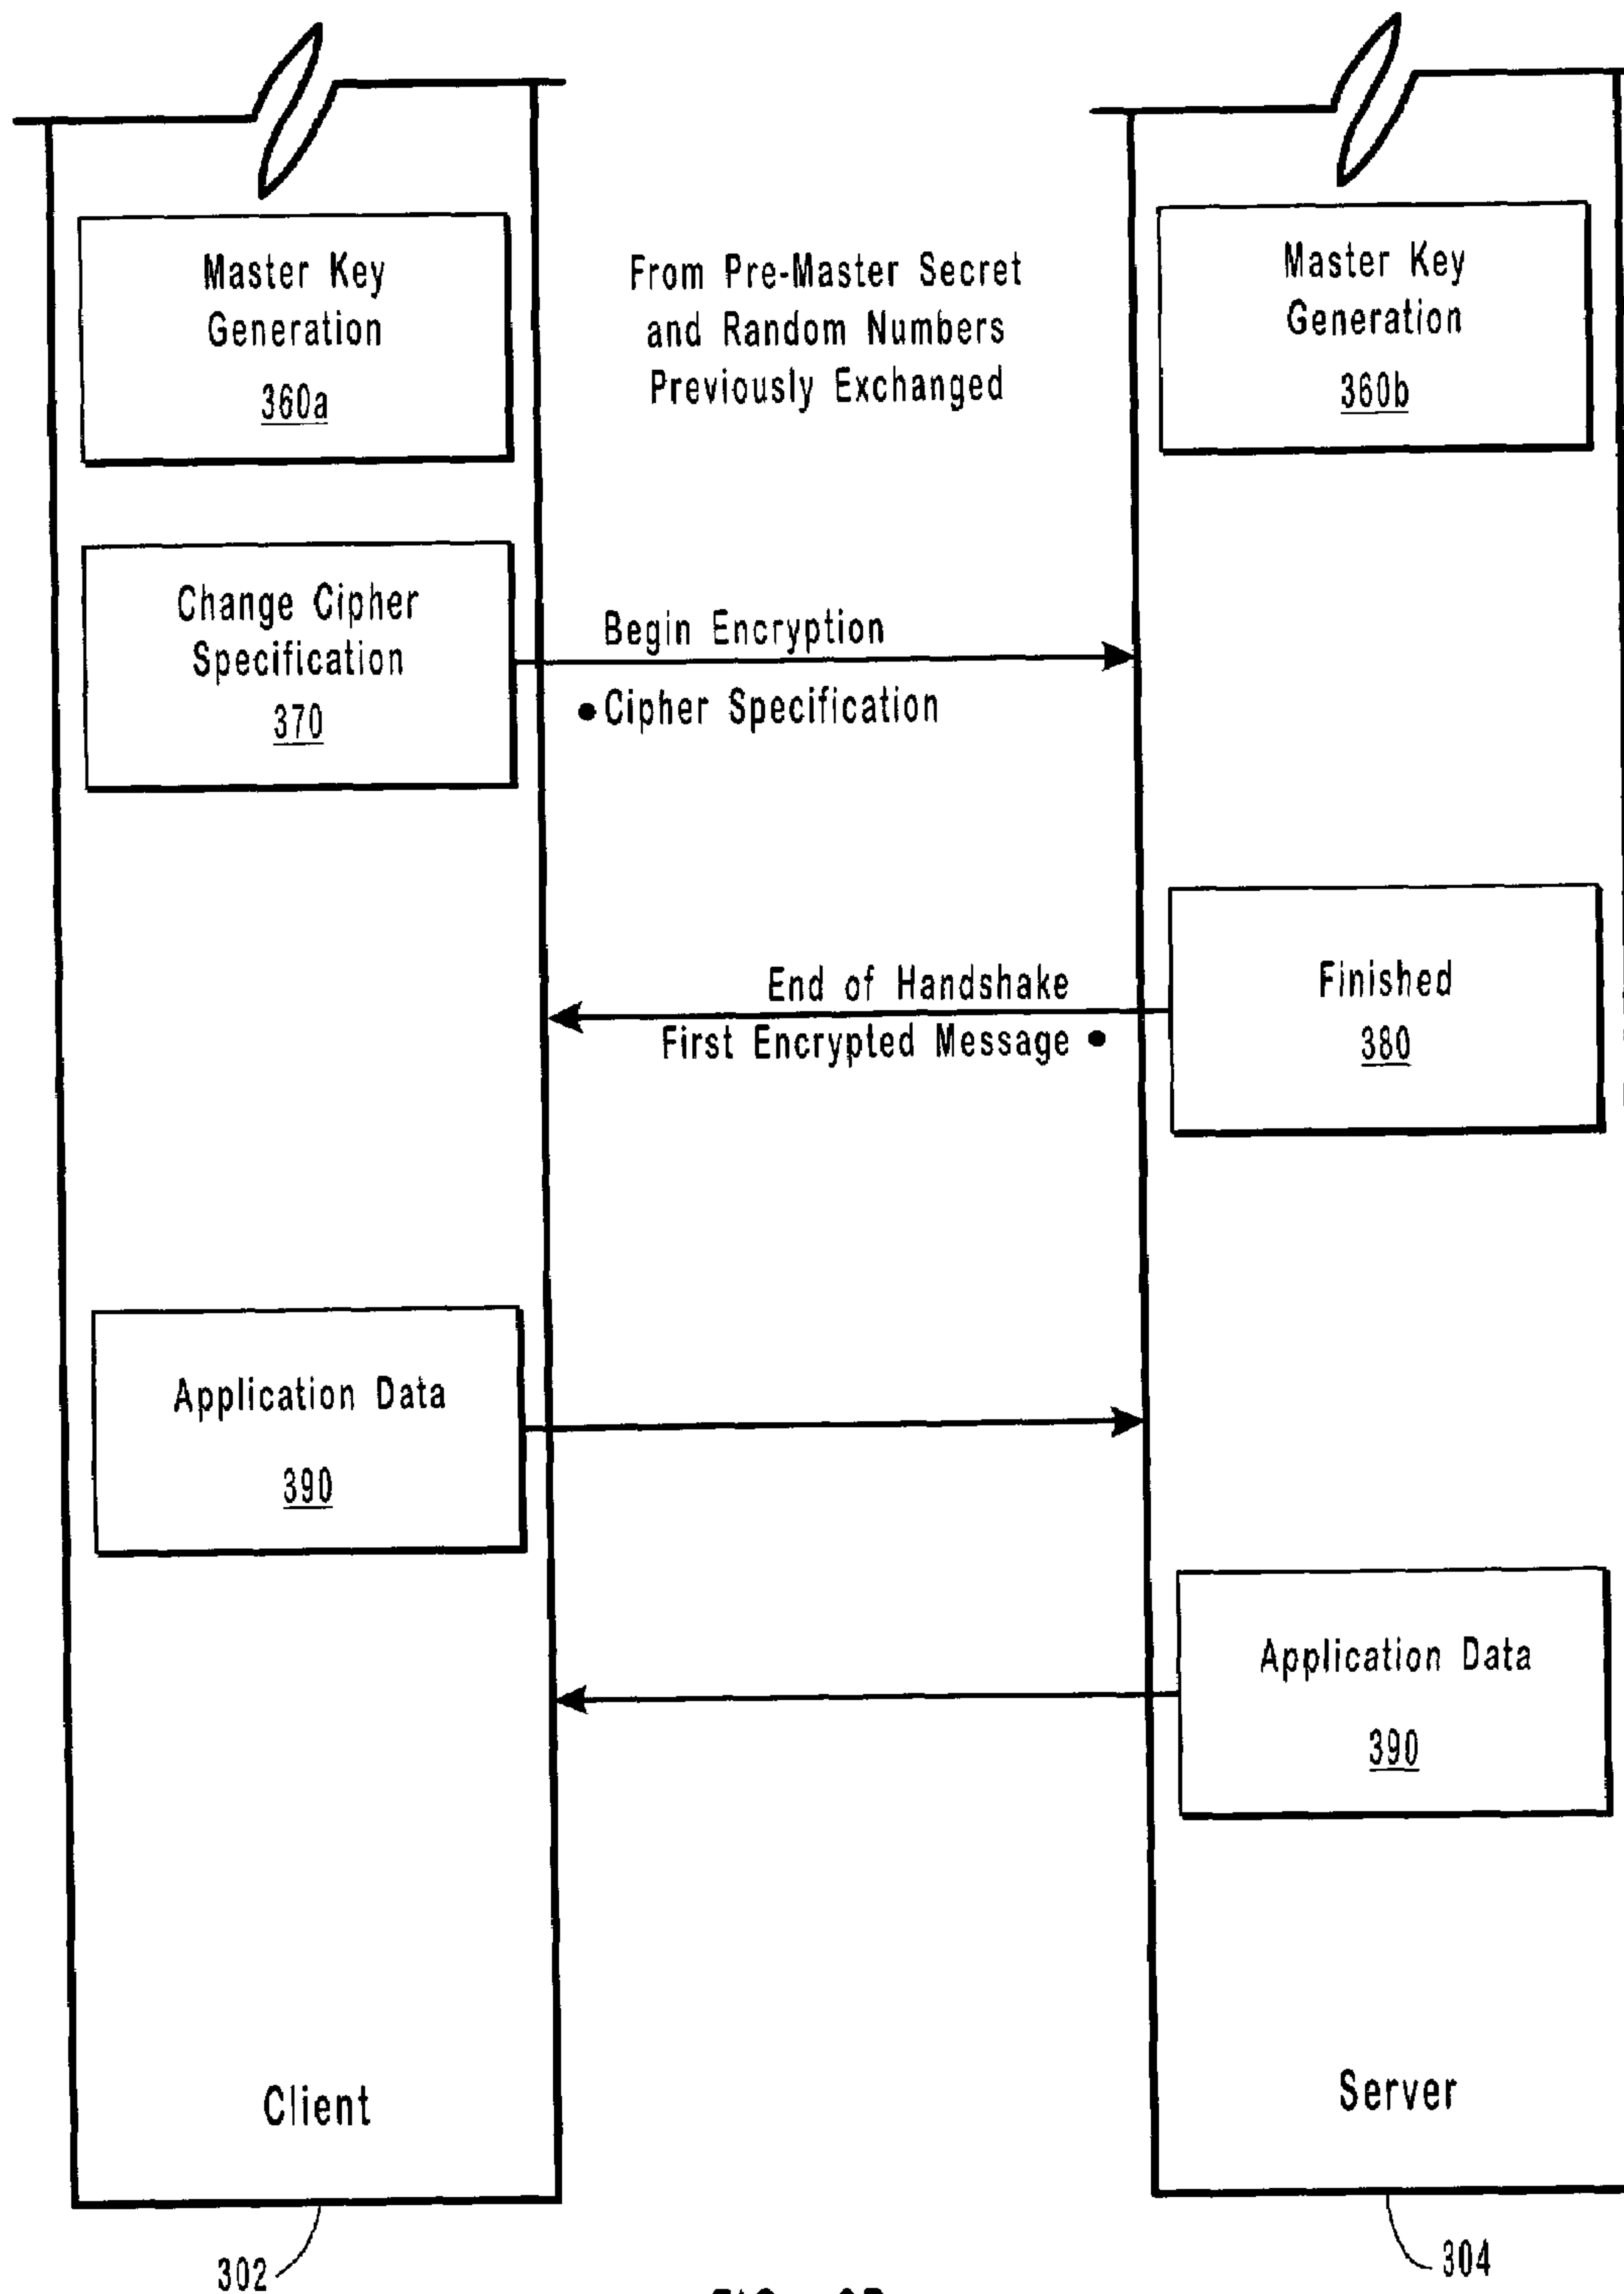 Master Key
Generation
360a
From Pre-Master Secret
and Random Numbers
Previously Exchanged
Master Key
Generation
360b
Change Cipher
Specification
370
Begin Encryption
• Cipher Specification
End of Handshake
First Encrypted Message •
Finished
380
Application Data
390
Application Data
390
Client
Server
302
304